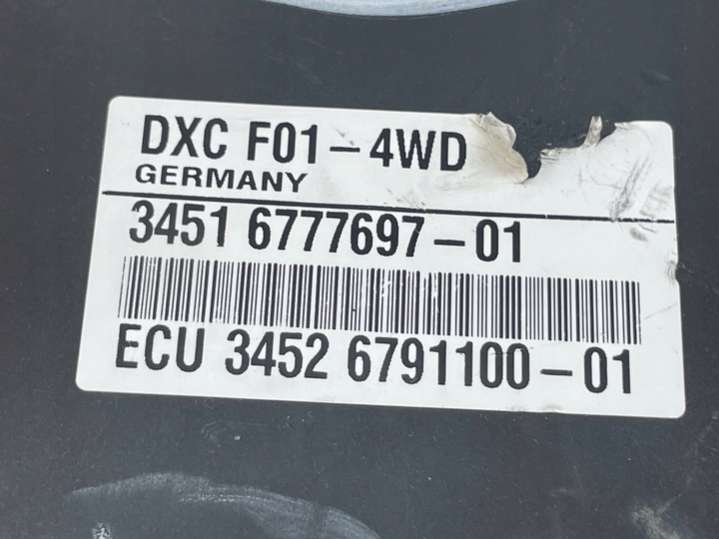 DXC F01-4WD
GERMANY
3451 6777697-01
ECU 3452 6791100-01